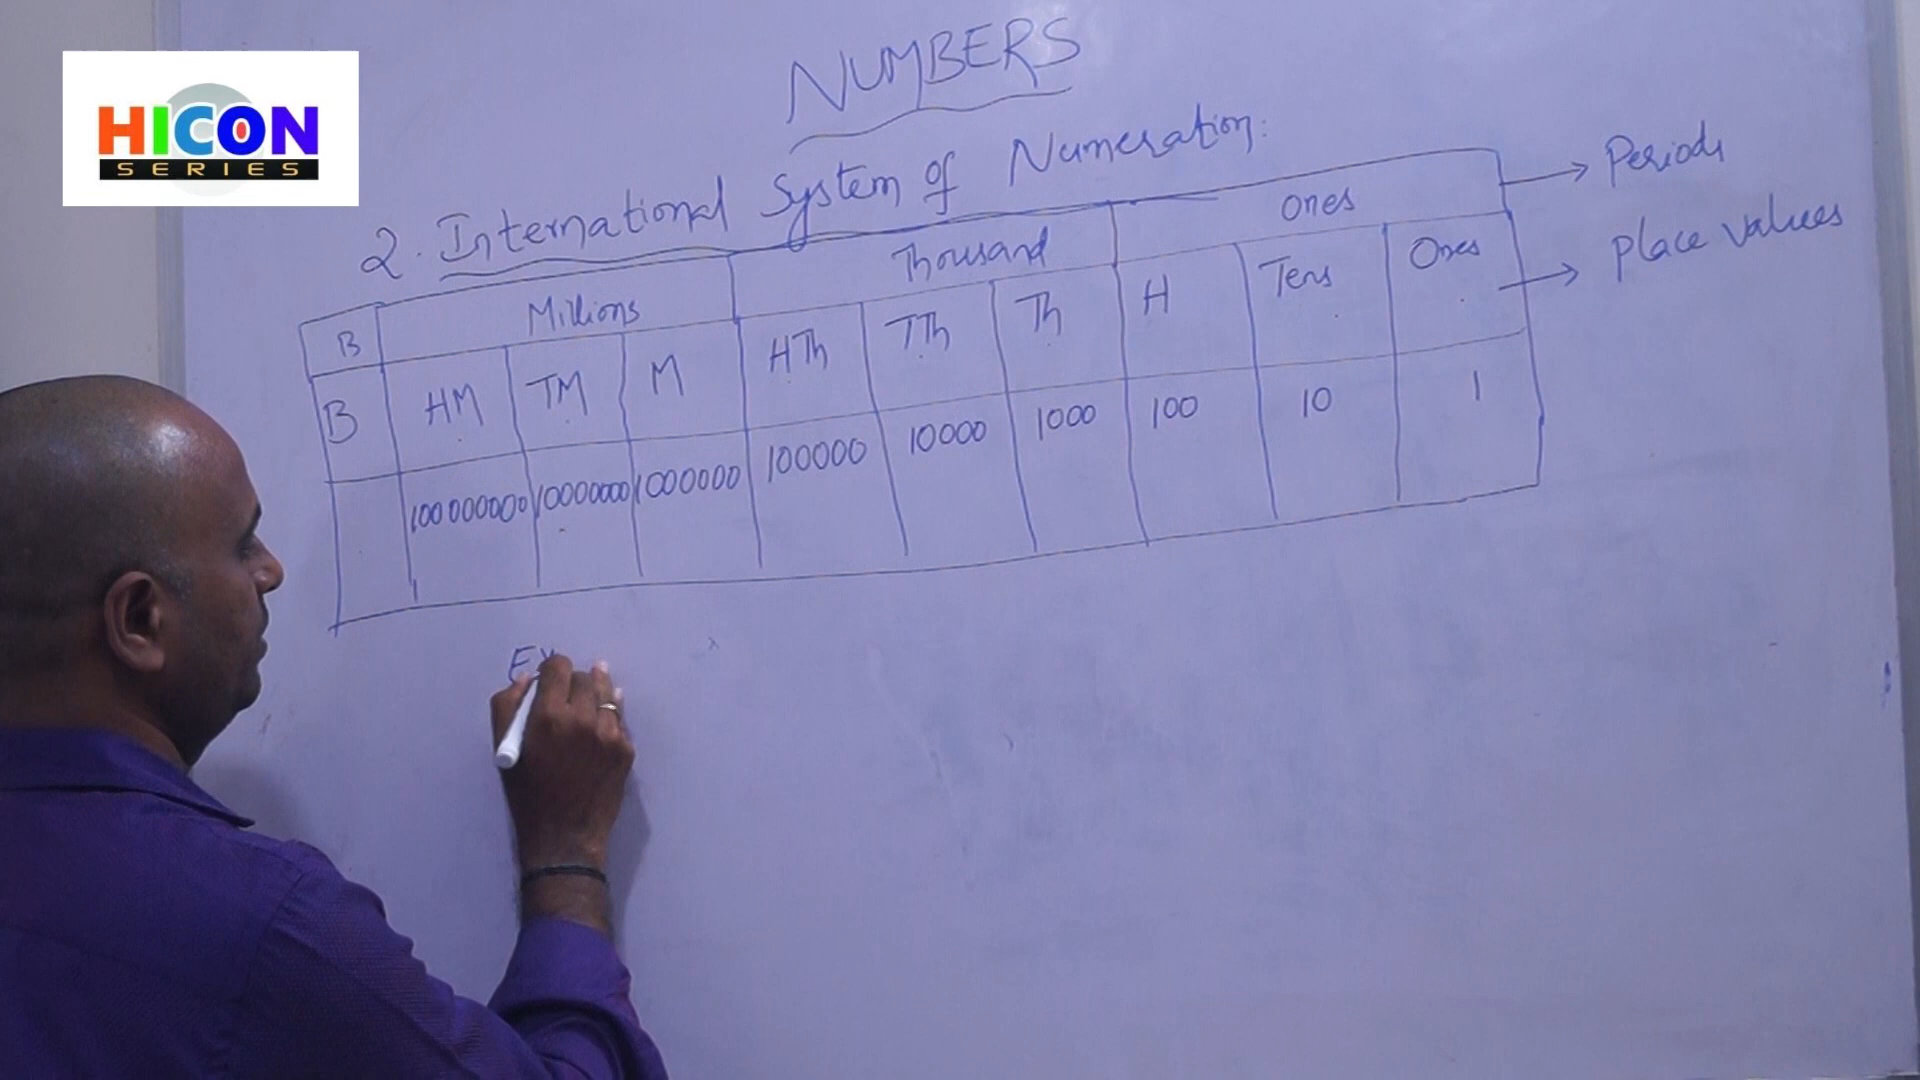 HICON
SERIES
NUMBERS
2. International System of Numeration:
B Millions Thousand Ones → Periods
B HM TM M HTh TTh Th H Tens Ones → Place values
100000000 10000000 1000000 100000 10000 1000 100 10 1
Ex